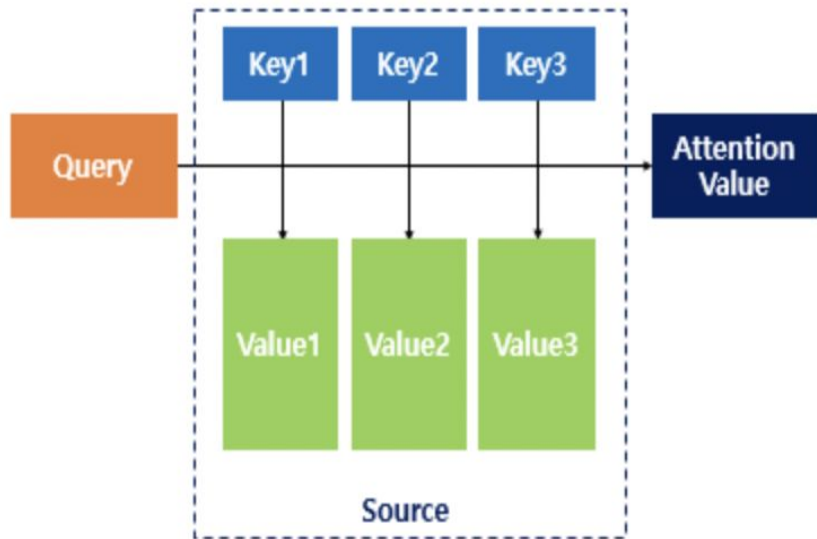 Key1 Key2 Key3
Query
Attention
Value
Value1 Value2 Value3
Source